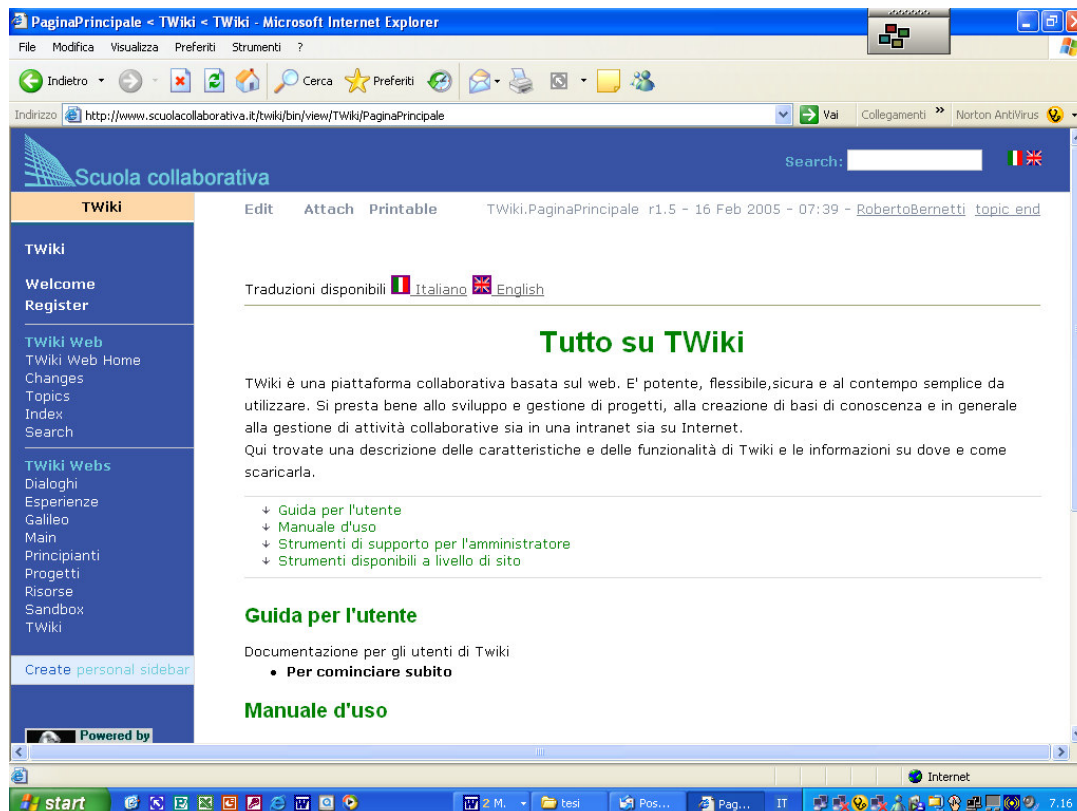 PaginaPrincipale < TWiki < TWiki - Microsoft Internet Explorer
File Modifica Visualizza Preferiti Strumenti ?
Indietro Cerca Preferiti
Indirizzo http://www.scuolacollaborativa.it/twiki/bin/view/TWiki/PaginaPrincipale Vai Collegamenti » Norton AntiVirus
Scuola collaborativa
Search:
TWiki
Edit Attach Printable TWiki.PaginaPrincipale r1.5 - 16 Feb 2005 - 07:39 - RobertoBernetti topic end
TWiki
Welcome
Register
TWiki Web
TWiki Web Home
Changes
Topics
Index
Search
TWiki Webs
Dialoghi
Esperienze
Galileo
Main
Principianti
Progetti
Risorse
Sandbox
TWiki
Create personal sidebar
Powered by
Traduzioni disponibili Italiano English
Tutto su TWiki
TWiki è una piattaforma collaborativa basata sul web. E' potente, flessibile,sicura e al contempo semplice da
utilizzare. Si presta bene allo sviluppo e gestione di progetti, alla creazione di basi di conoscenza e in generale
alla gestione di attività collaborative sia in una intranet sia su Internet.
Qui trovate una descrizione delle caratteristiche e delle funzionalità di Twiki e le informazioni su dove e come
scaricarla.
Guida per l'utente
Manuale d'uso
Strumenti di supporto per l'amministratore
Strumenti disponibili a livello di sito
Guida per l'utente
Documentazione per gli utenti di Twiki
• Per cominciare subito
Manuale d'uso
Internet
start 2 M. tesi Pos... Pag... IT 7.16